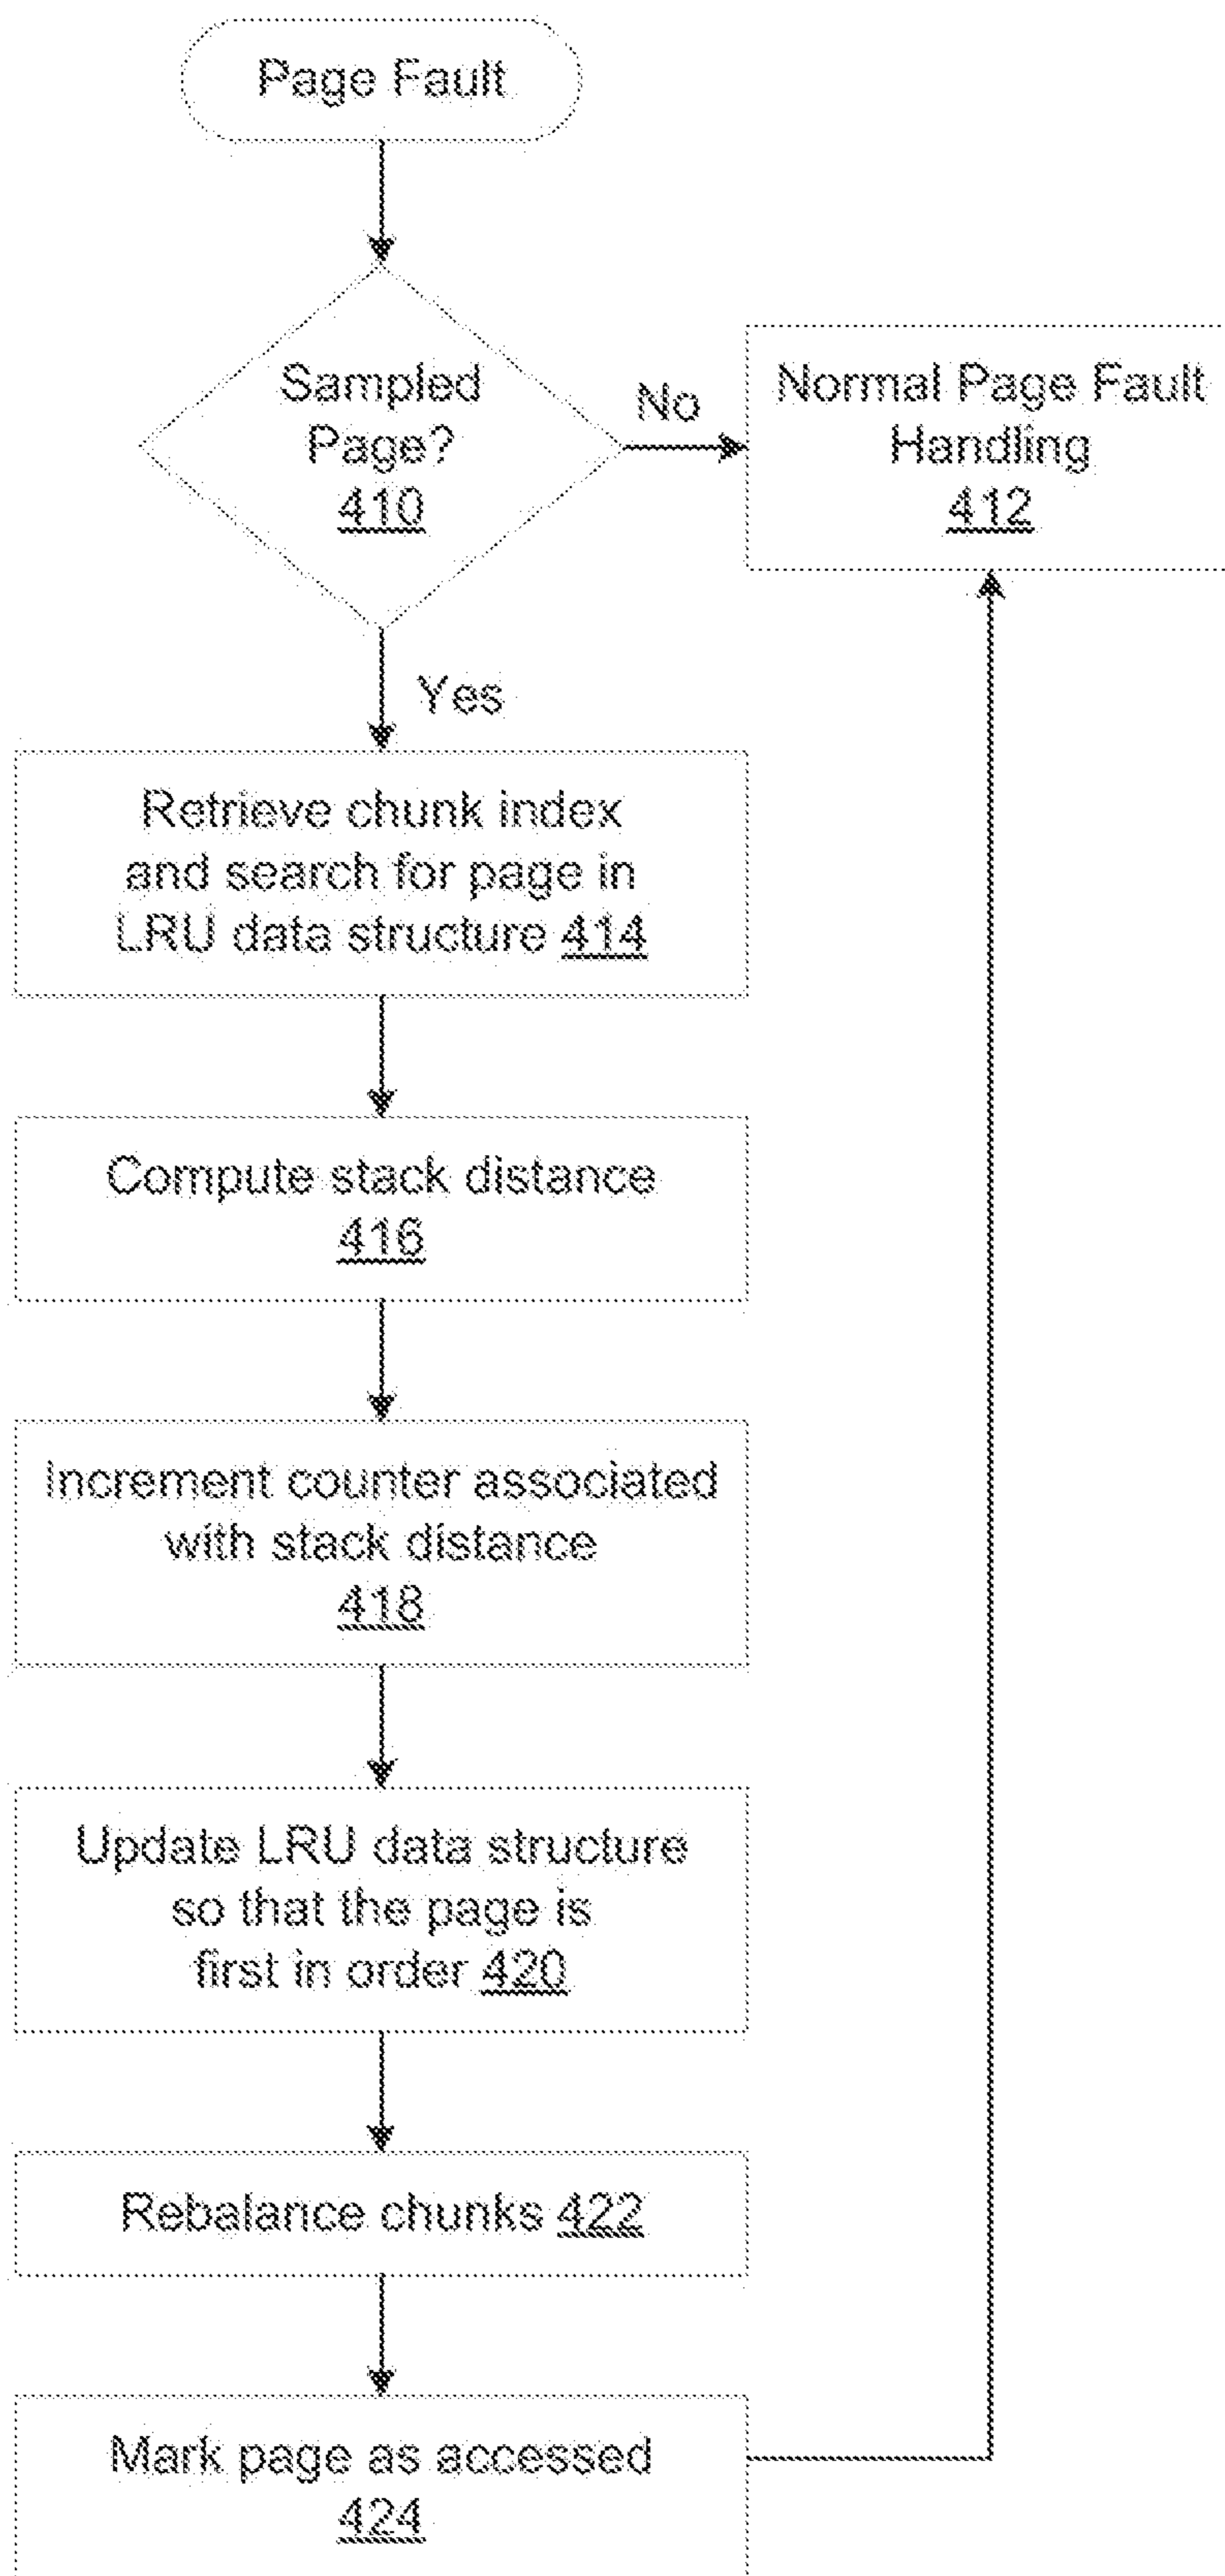 Page Fault
Sampled
Page?
410
No
Normal Page Fault
Handling
412
Yes
Retrieve chunk index
and search for page in
LRU data structure 414
Compute stack distance
416
Increment counter associated
with stack distance
418
Update LRU data structure
so that the page is
first in order 420
Rebalance chunks 422
Mark page as accessed
424